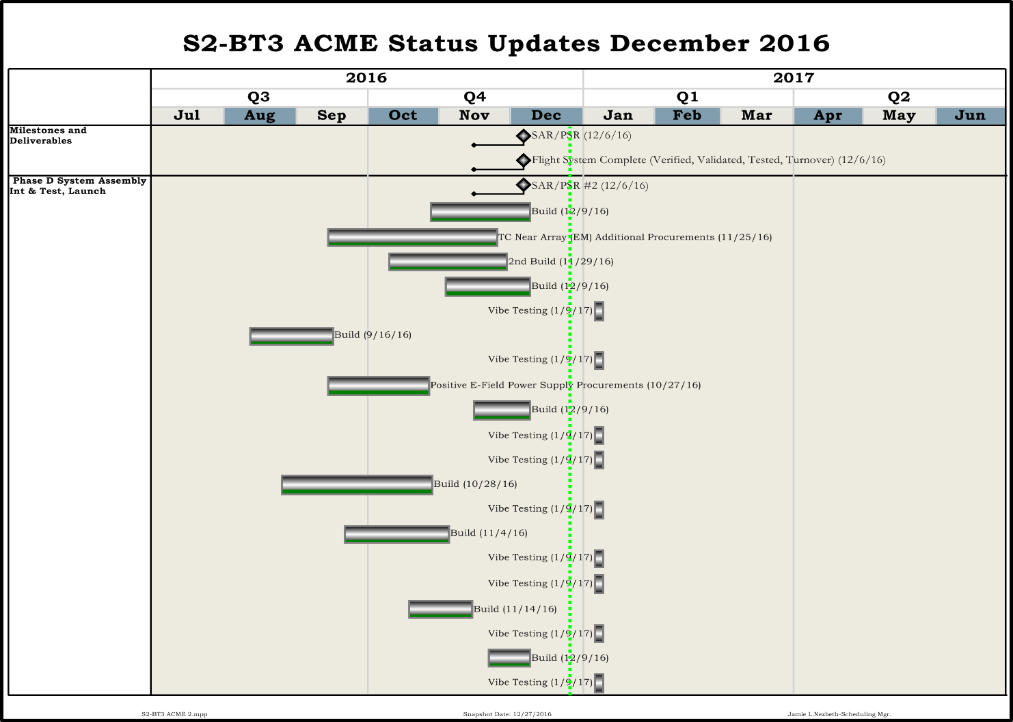 S2-BT3 ACME Status Updates December 2016
2016 2017
Q3 Q4 Q1 Q2
Jul Aug Sep Oct Nov Dec Jan Feb Mar Apr May Jun
Milestones and
Deliverables
SAR/PSR (12/6/16)
Flight System Complete (Verified, Validated, Tested, Turnover) (12/6/16)
Phase D System Assembly
Int & Test, Launch
SAR/PSR #2 (12/6/16)
Build (12/9/16)
TC Near Array (EM) Additional Procurements (11/25/16)
2nd Build (11/29/16)
Build (12/9/16)
Vibe Testing (1/9/17)
Build (9/16/16)
Vibe Testing (1/9/17)
Positive E-Field Power Supply Procurements (10/27/16)
Build (12/9/16)
Vibe Testing (1/9/17)
Vibe Testing (1/9/17)
Build (10/28/16)
Vibe Testing (1/9/17)
Build (11/4/16)
Vibe Testing (1/9/17)
Vibe Testing (1/9/17)
Build (11/14/16)
Vibe Testing (1/9/17)
Build (12/9/16)
Vibe Testing (1/9/17)
S2-BT3 ACME 2.mpp Snapshot Date: 12/27/2016 Jamie L Nezbeth-Scheduling Mgr.